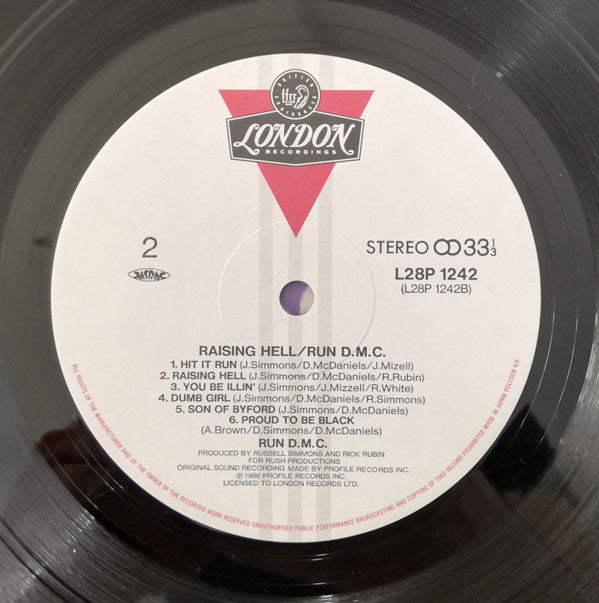 LONDON
RECORDINGS
2
STEREO 33 1/3
JASRAC
L28P 1242
(L28P 1242B)
RAISING HELL/RUN D.M.C.
1. HIT IT RUN (J.Simmons/D.McDaniels/J.Mizell)
2. RAISING HELL (J.Simmons/D.McDaniels/R.Rubin)
3. YOU BE ILLIN' (J.Simmons/J.Mizzell/R.White)
4. DUMB GIRL (J.Simmons/D.McDaniels/R.Simmons)
5. SON OF BYFORD (J.Simmons/D.McDaniels)
6. PROUD TO BE BLACK
(A.Brown/D.Simmons/D.McDaniels)
RUN D.M.C.
PRODUCED BY RUSSELL SIMMONS AND RICK RUBIN
FOR RUSH PRODUCTIONS
ORIGINAL SOUND RECORDING MADE BY PROFILE RECORDS INC.
℗ 1986 PROFILE RECORDS INC.
LICENSED TO LONDON RECORDS LTD.
ALL RIGHTS OF THE MANUFACTURER AND OF THE OWNER OF THE RECORDED WORK RESERVED UNAUTHORISED PUBLIC PERFORMANCE BROADCASTING AND COPYING OF THIS RECORD PROHIBITED MADE IN JAPAN POLYDOR K.K.